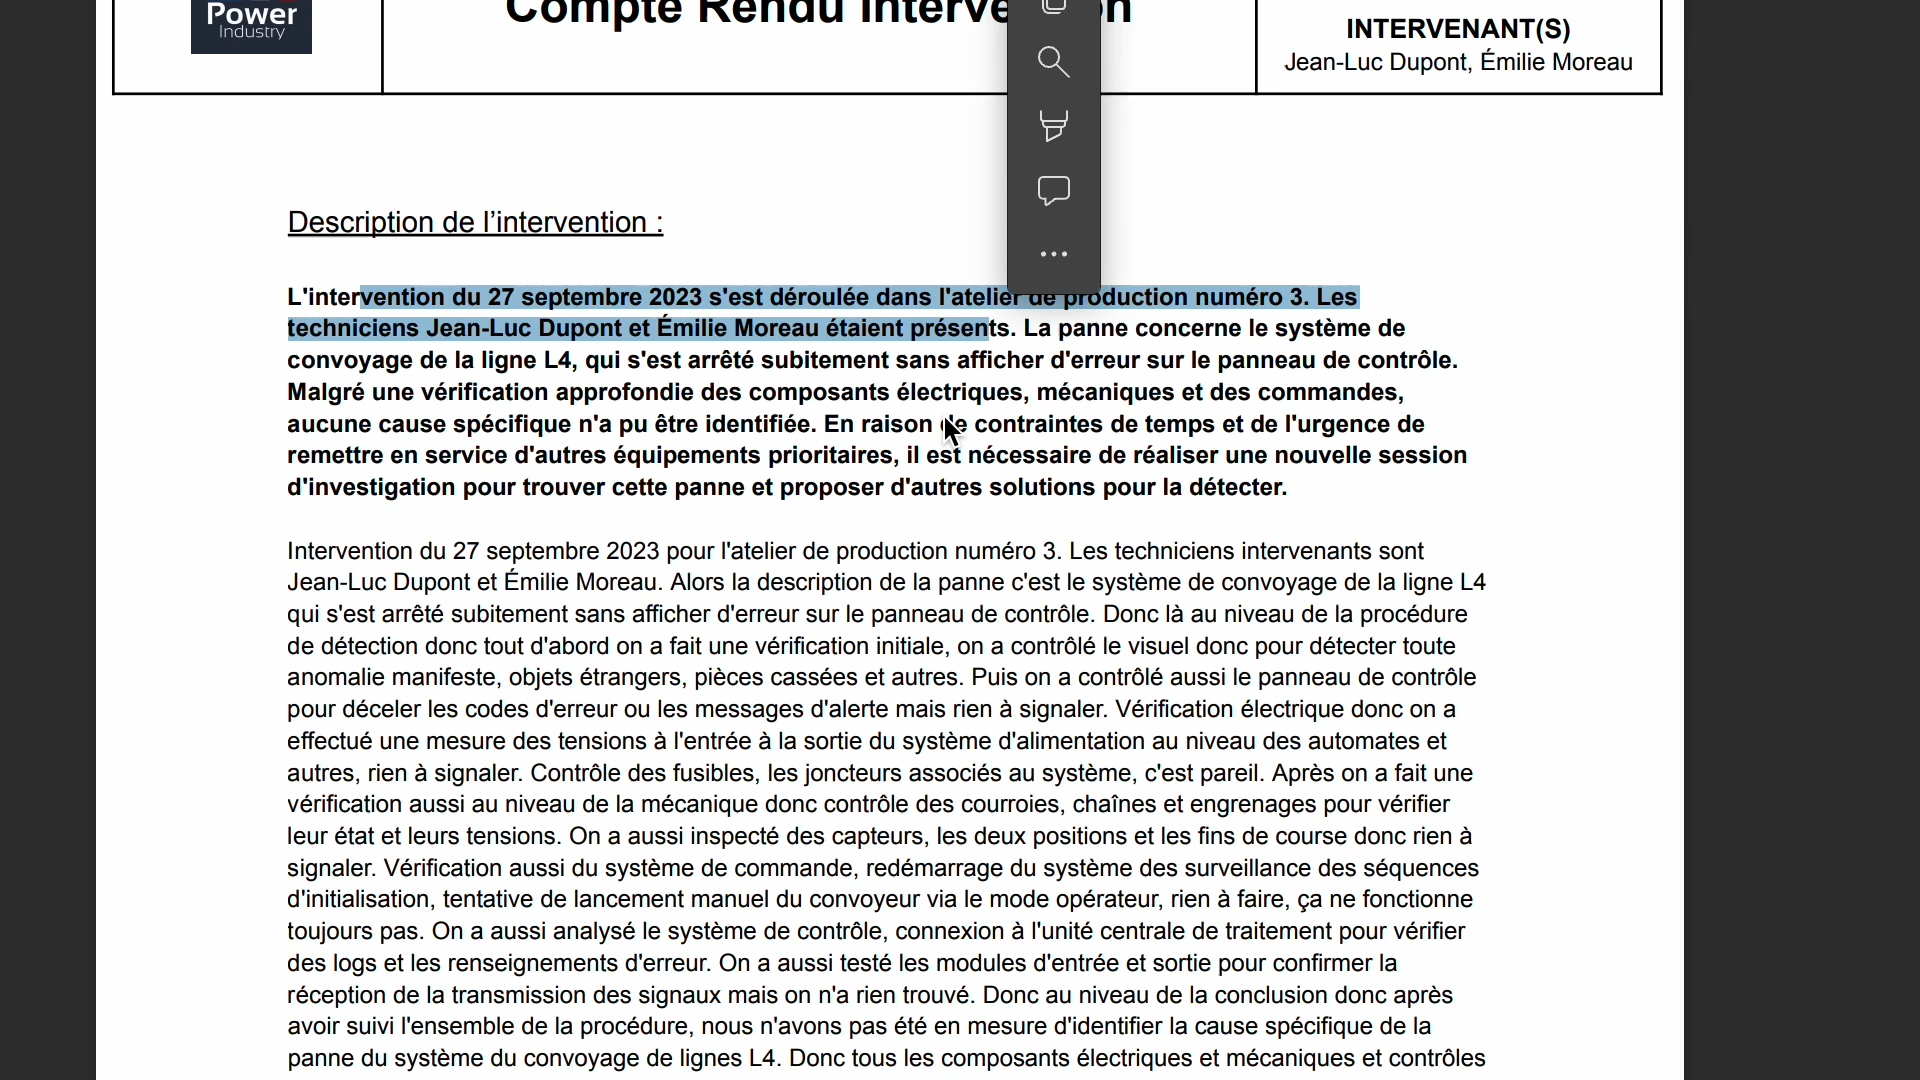 Power
Industry
Compte Rendu
INTERVENANT(S)
Jean-Luc Dupont, Émilie Moreau
Description de l’intervention :
L'intervention du 27 septembre 2023 s'est déroulée dans l'atelier de production numéro 3. Les
techniciens Jean-Luc Dupont et Émilie Moreau étaient présents. La panne concerne le système de
convoyage de la ligne L4, qui s'est arrêté subitement sans afficher d'erreur sur le panneau de contrôle.
Malgré une vérification approfondie des composants électriques, mécaniques et des commandes,
aucune cause spécifique n'a pu être identifiée. En raison de contraintes de temps et de l'urgence de
remettre en service d'autres équipements prioritaires, il est nécessaire de réaliser une nouvelle session
d'investigation pour trouver cette panne et proposer d'autres solutions pour la détecter.
Intervention du 27 septembre 2023 pour l'atelier de production numéro 3. Les techniciens intervenants sont
Jean-Luc Dupont et Émilie Moreau. Alors la description de la panne c'est le système de convoyage de la ligne L4
qui s'est arrêté subitement sans afficher d'erreur sur le panneau de contrôle. Donc là au niveau de la procédure
de détection donc tout d'abord on a fait une vérification initiale, on a contrôlé le visuel donc pour détecter toute
anomalie manifeste, objets étrangers, pièces cassées et autres. Puis on a contrôlé aussi le panneau de contrôle
pour déceler les codes d'erreur ou les messages d'alerte mais rien à signaler. Vérification électrique donc on a
effectué une mesure des tensions à l'entrée à la sortie du système d'alimentation au niveau des automates et
autres, rien à signaler. Contrôle des fusibles, les joncteurs associés au système, c'est pareil. Après on a fait une
vérification aussi au niveau de la mécanique donc contrôle des courroies, chaînes et engrenages pour vérifier
leur état et leurs tensions. On a aussi inspecté des capteurs, les deux positions et les fins de course donc rien à
signaler. Vérification aussi du système de commande, redémarrage du système des surveillance des séquences
d'initialisation, tentative de lancement manuel du convoyeur via le mode opérateur, rien à faire, ça ne fonctionne
toujours pas. On a aussi analysé le système de contrôle, connexion à l'unité centrale de traitement pour vérifier
des logs et les renseignements d'erreur. On a aussi testé les modules d'entrée et sortie pour confirmer la
réception de la transmission des signaux mais on n'a rien trouvé. Donc au niveau de la conclusion donc après
avoir suivi l'ensemble de la procédure, nous n'avons pas été en mesure d'identifier la cause spécifique de la
panne du système du convoyage de lignes L4. Donc tous les composants électriques et mécaniques et contrôles